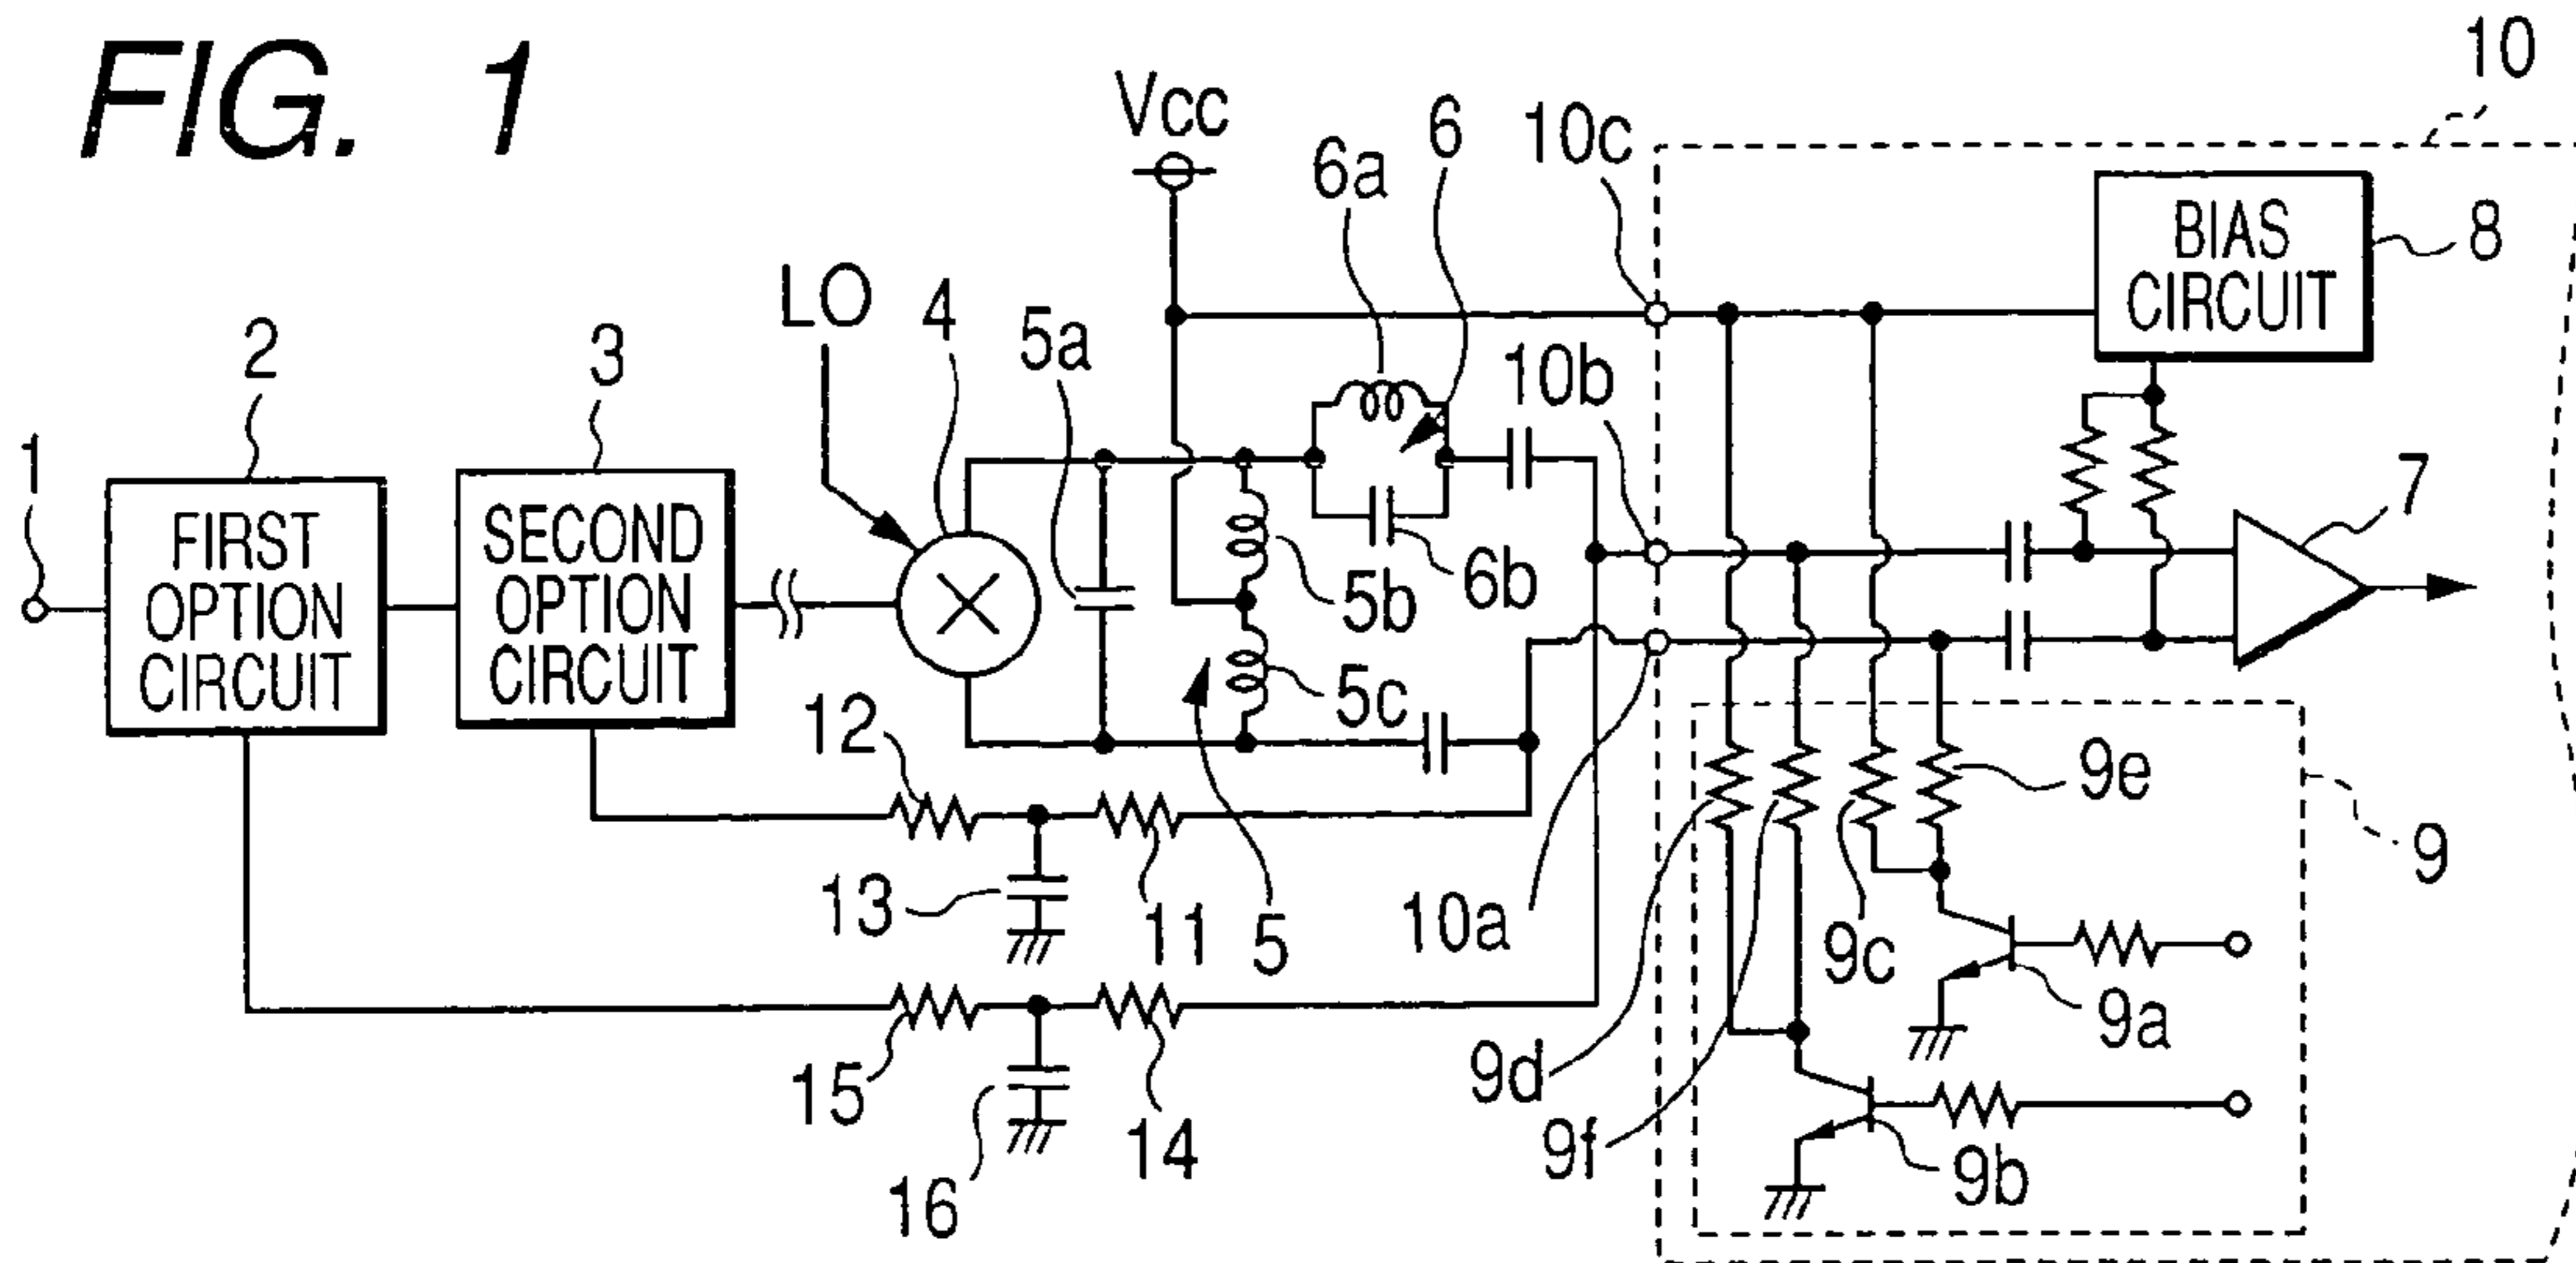 FIG. 1
10
Vcc
6
10c
6a
BIAS
CIRCUIT
8
LO
4
5a
10b
2
3
1
FIRST
OPTION
CIRCUIT
SECOND
OPTION
CIRCUIT
7
5b
6b
5c
12
9e
9
13
11
5
10a
9c
9a
15
14
9d
16
9f
9b